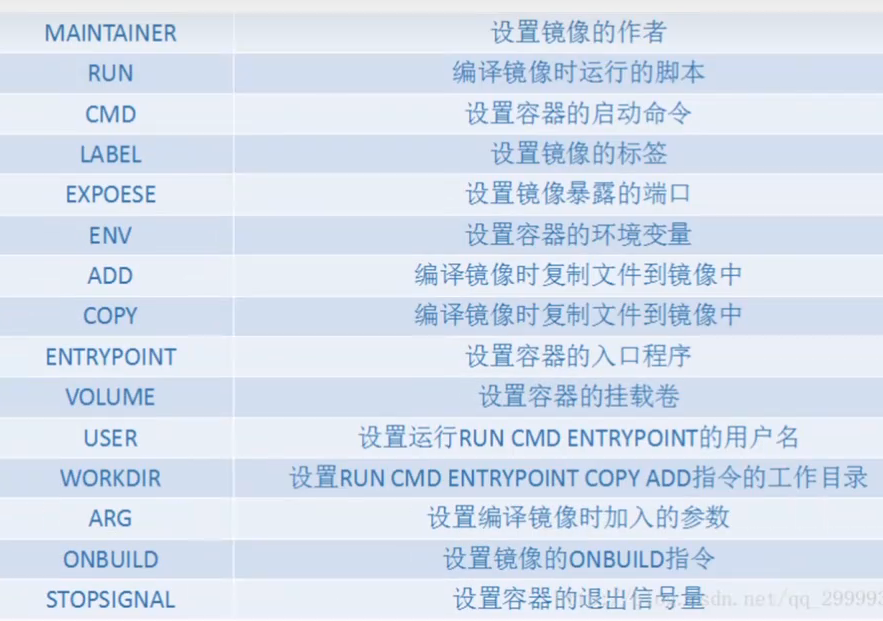 MAINTAINER 设置镜像的作者
RUN 编译镜像时运行的脚本
CMD 设置容器的启动命令
LABEL 设置镜像的标签
EXPOESE 设置镜像暴露的端口
ENV 设置容器的环境变量
ADD 编译镜像时复制文件到镜像中
COPY 编译镜像时复制文件到镜像中
ENTRYPOINT 设置容器的入口程序
VOLUME 设置容器的挂载卷
USER 设置运行RUN CMD ENTRYPOINT的用户名
WORKDIR 设置RUN CMD ENTRYPOINT COPY ADD指令的工作目录
ARG 设置编译镜像时加入的参数
ONBUILD 设置镜像的ONBUILD指令
STOPSIGNAL 设置容器的退出信号量